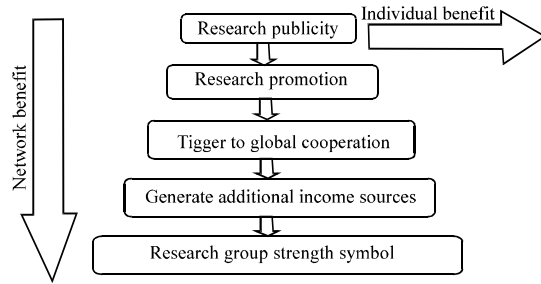 Research publicity
Individual benefit
Research promotion
Tigger to global cooperation
Generate additional income sources
Research group strength symbol
Network benefit